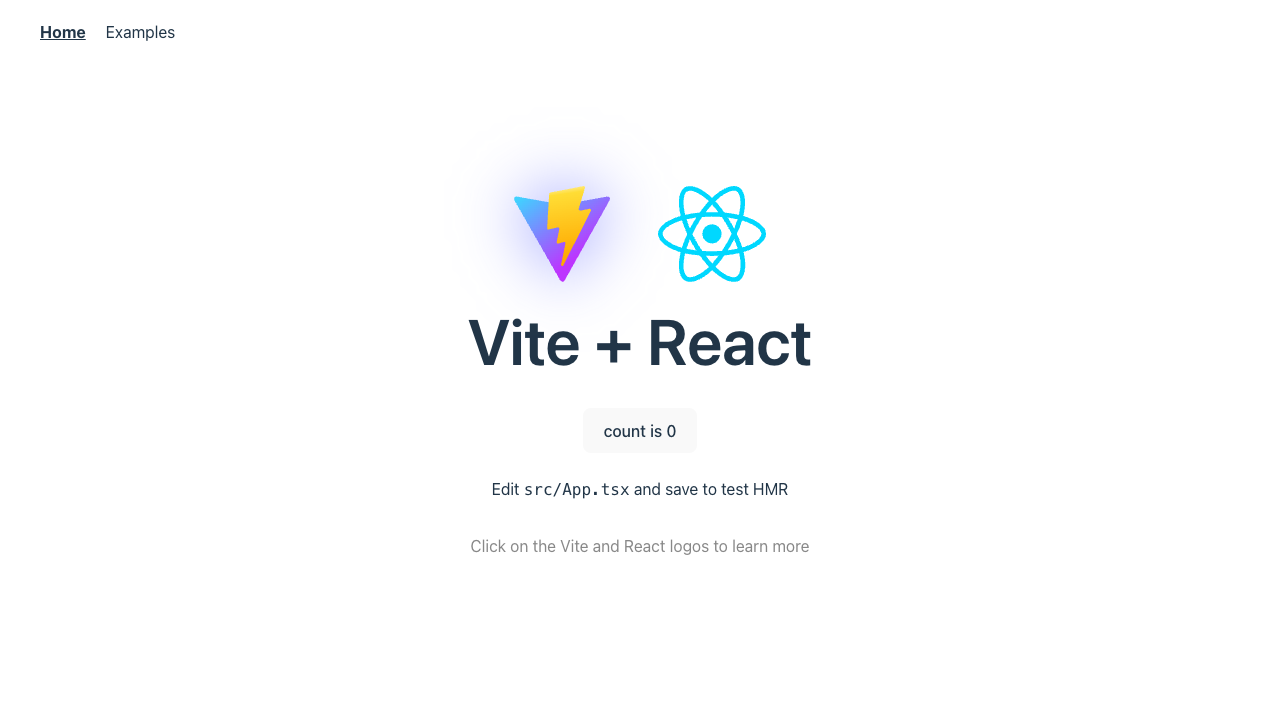 Home Examples
Vite + React
count is 0
Edit src/App.tsx and save to test HMR
Click on the Vite and React logos to learn more